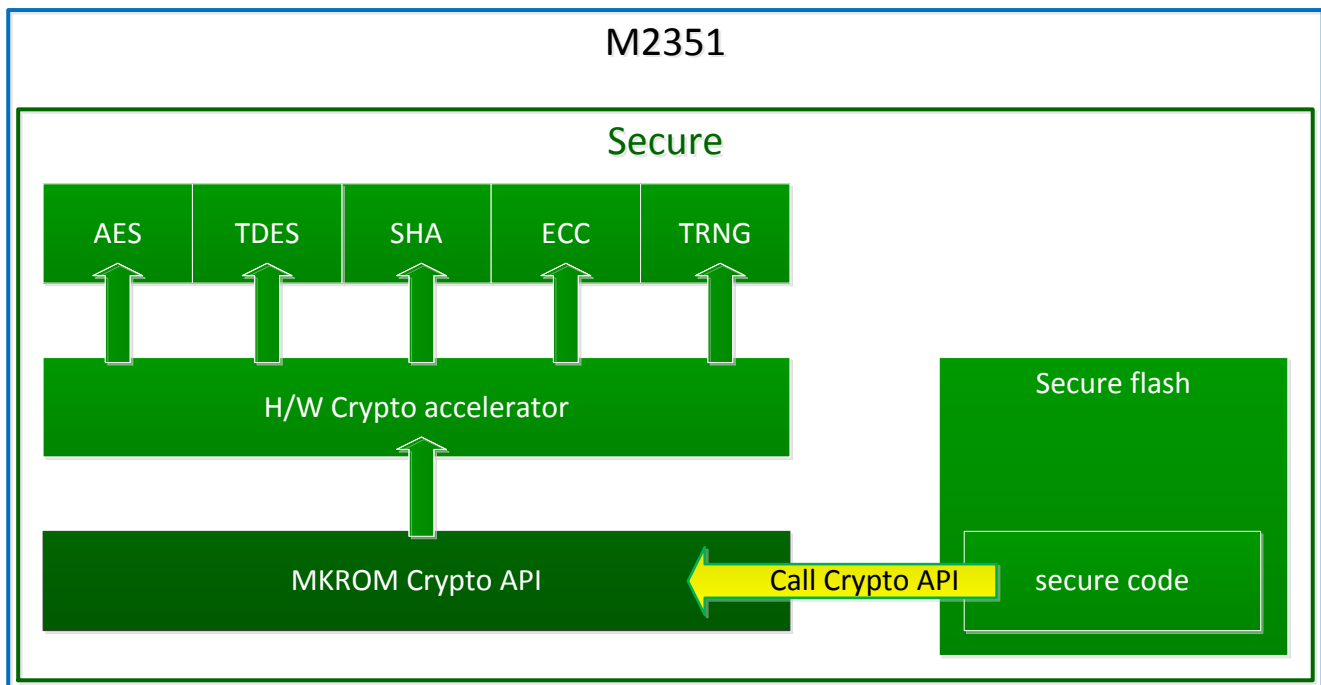 M2351
Secure
AES TDES SHA ECC TRNG
H/W Crypto accelerator
Secure flash
MKROM Crypto API
Call Crypto API
secure code